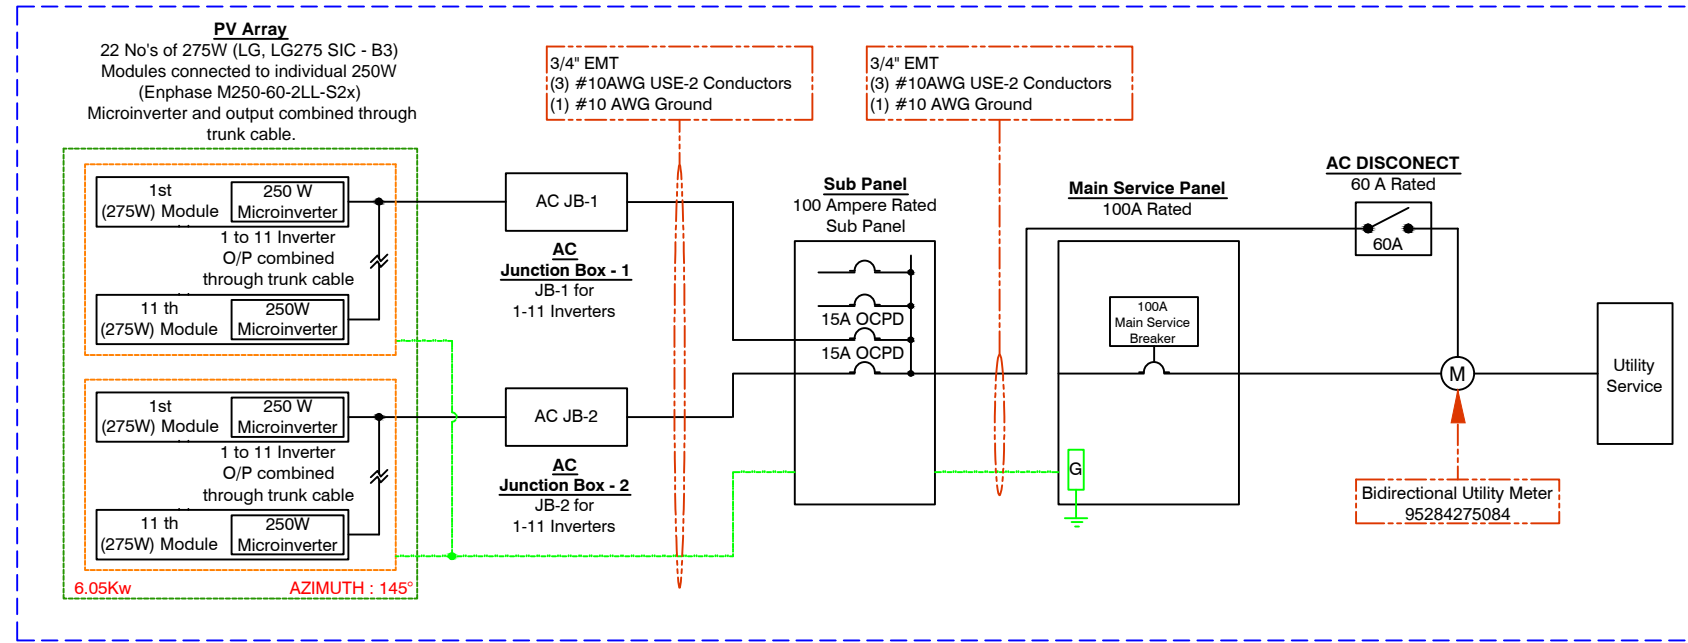 PV Array
22 No's of 275W (LG, LG275 SIC - B3)
Modules connected to individual 250W
(Enphase M250-60-2LL-S2x)
Microinverter and output combined through
trunk cable.
1st
(275W) Module
250 W
Microinverter
1 to 11 Inverter
O/P combined
through trunk cable
11 th
(275W) Module
250W
Microinverter
1st
(275W) Module
250 W
Microinverter
1 to 11 Inverter
O/P combined
through trunk cable
11 th
(275W) Module
250W
Microinverter
6.05Kw
AZIMUTH : 145°
AC JB-1
AC
Junction Box - 1
JB-1 for
1-11 Inverters
AC JB-2
AC
Junction Box - 2
JB-2 for
1-11 Inverters
3/4" EMT
(3) #10AWG USE-2 Conductors
(1) #10 AWG Ground
3/4" EMT
(3) #10AWG USE-2 Conductors
(1) #10 AWG Ground
Sub Panel
100 Ampere Rated
Sub Panel
15A OCPD
15A OCPD
Main Service Panel
100A Rated
100A
Main Service
Breaker
G
AC DISCONECT
60 A Rated
60A
M
Bidirectional Utility Meter
95284275084
Utility
Service